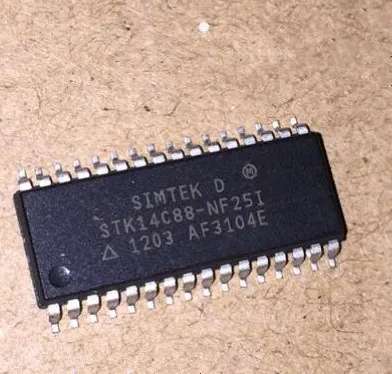 SIMTEK D Ⓜ
STK14C88-NF25I
△ 1203 AF3104E